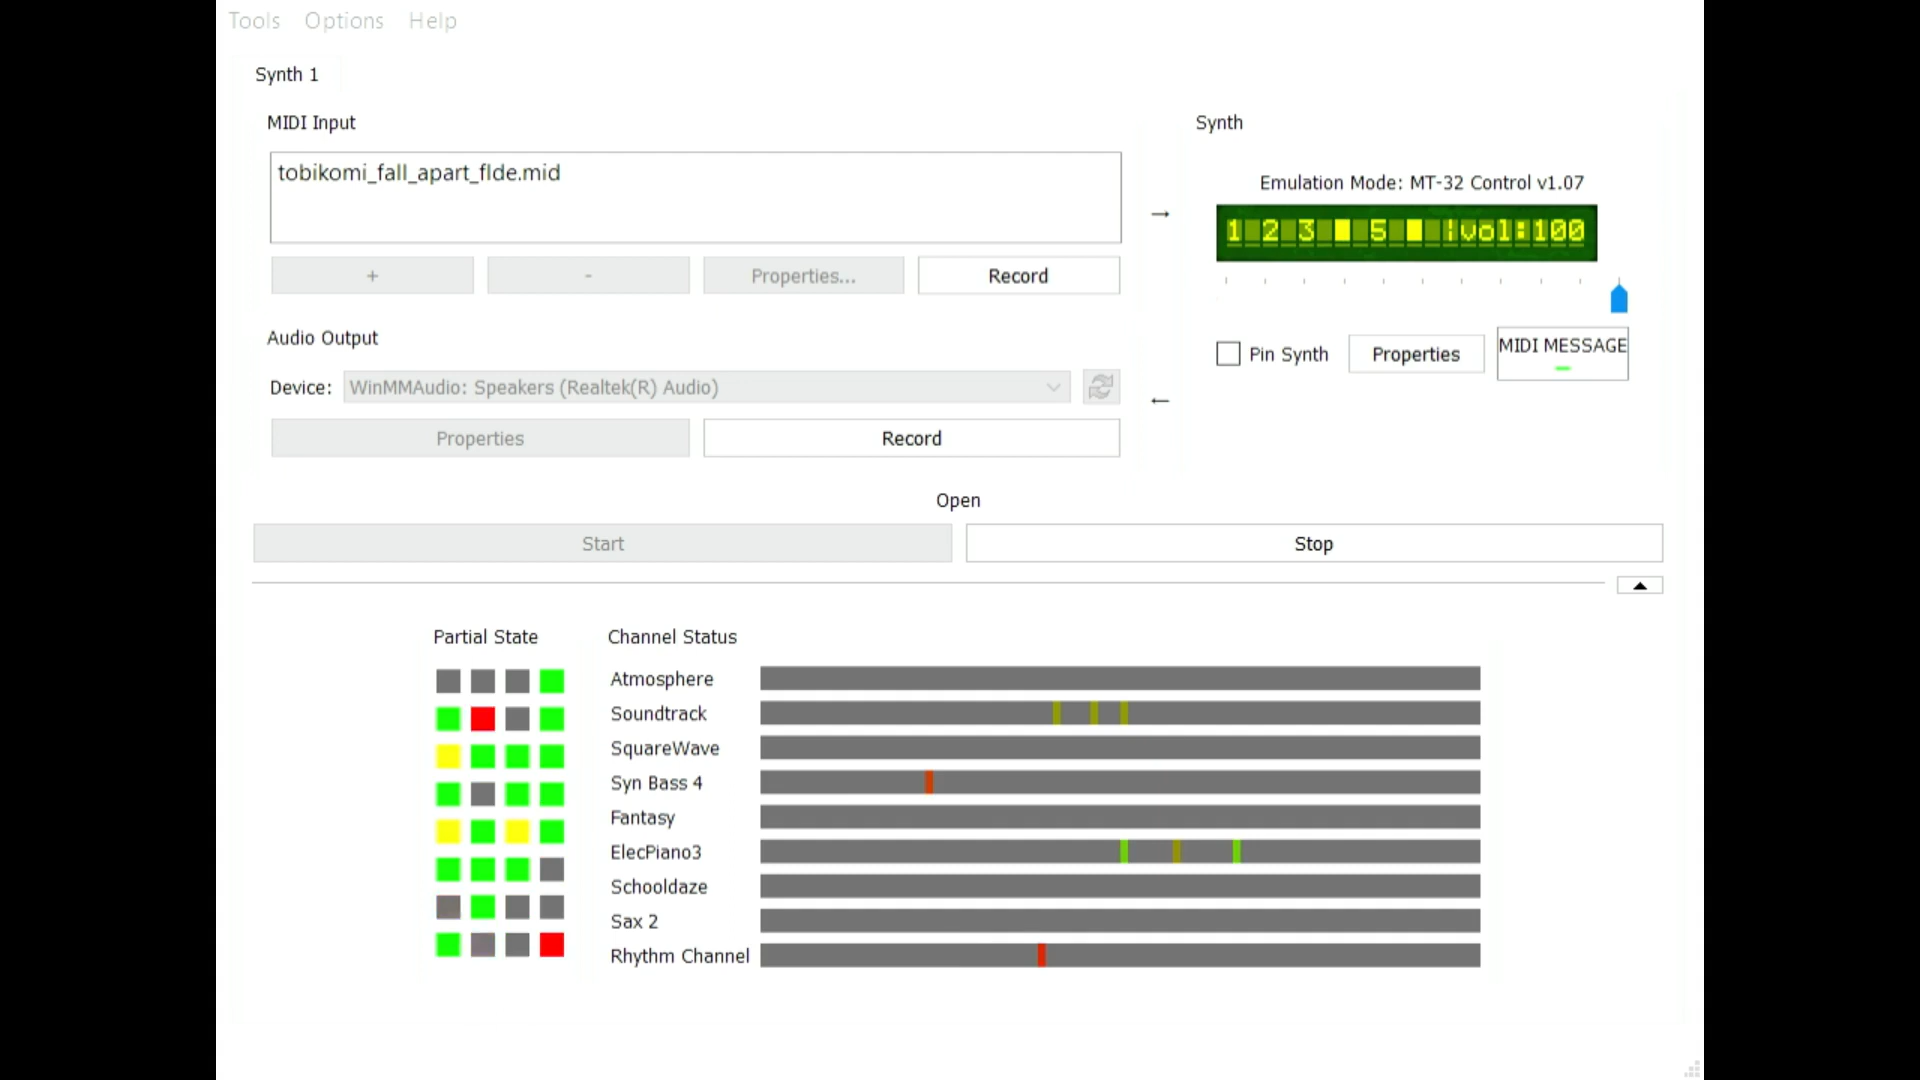 Tools Options Help
Synth 1
MIDI Input
tobikomi_fall_apart_flde.mid
+ - Properties... Record
Audio Output
Device: WinMMAudio: Speakers (Realtek(R) Audio)
Properties Record
→
←
Synth
Emulation Mode: MT-32 Control v1.07
1 2 3 ■ 5 ■ |vol:100
Pin Synth Properties MIDI MESSAGE
Open
Start Stop
Partial State
Channel Status
Atmosphere
Soundtrack
SquareWave
Syn Bass 4
Fantasy
ElecPiano3
Schooldaze
Sax 2
Rhythm Channel